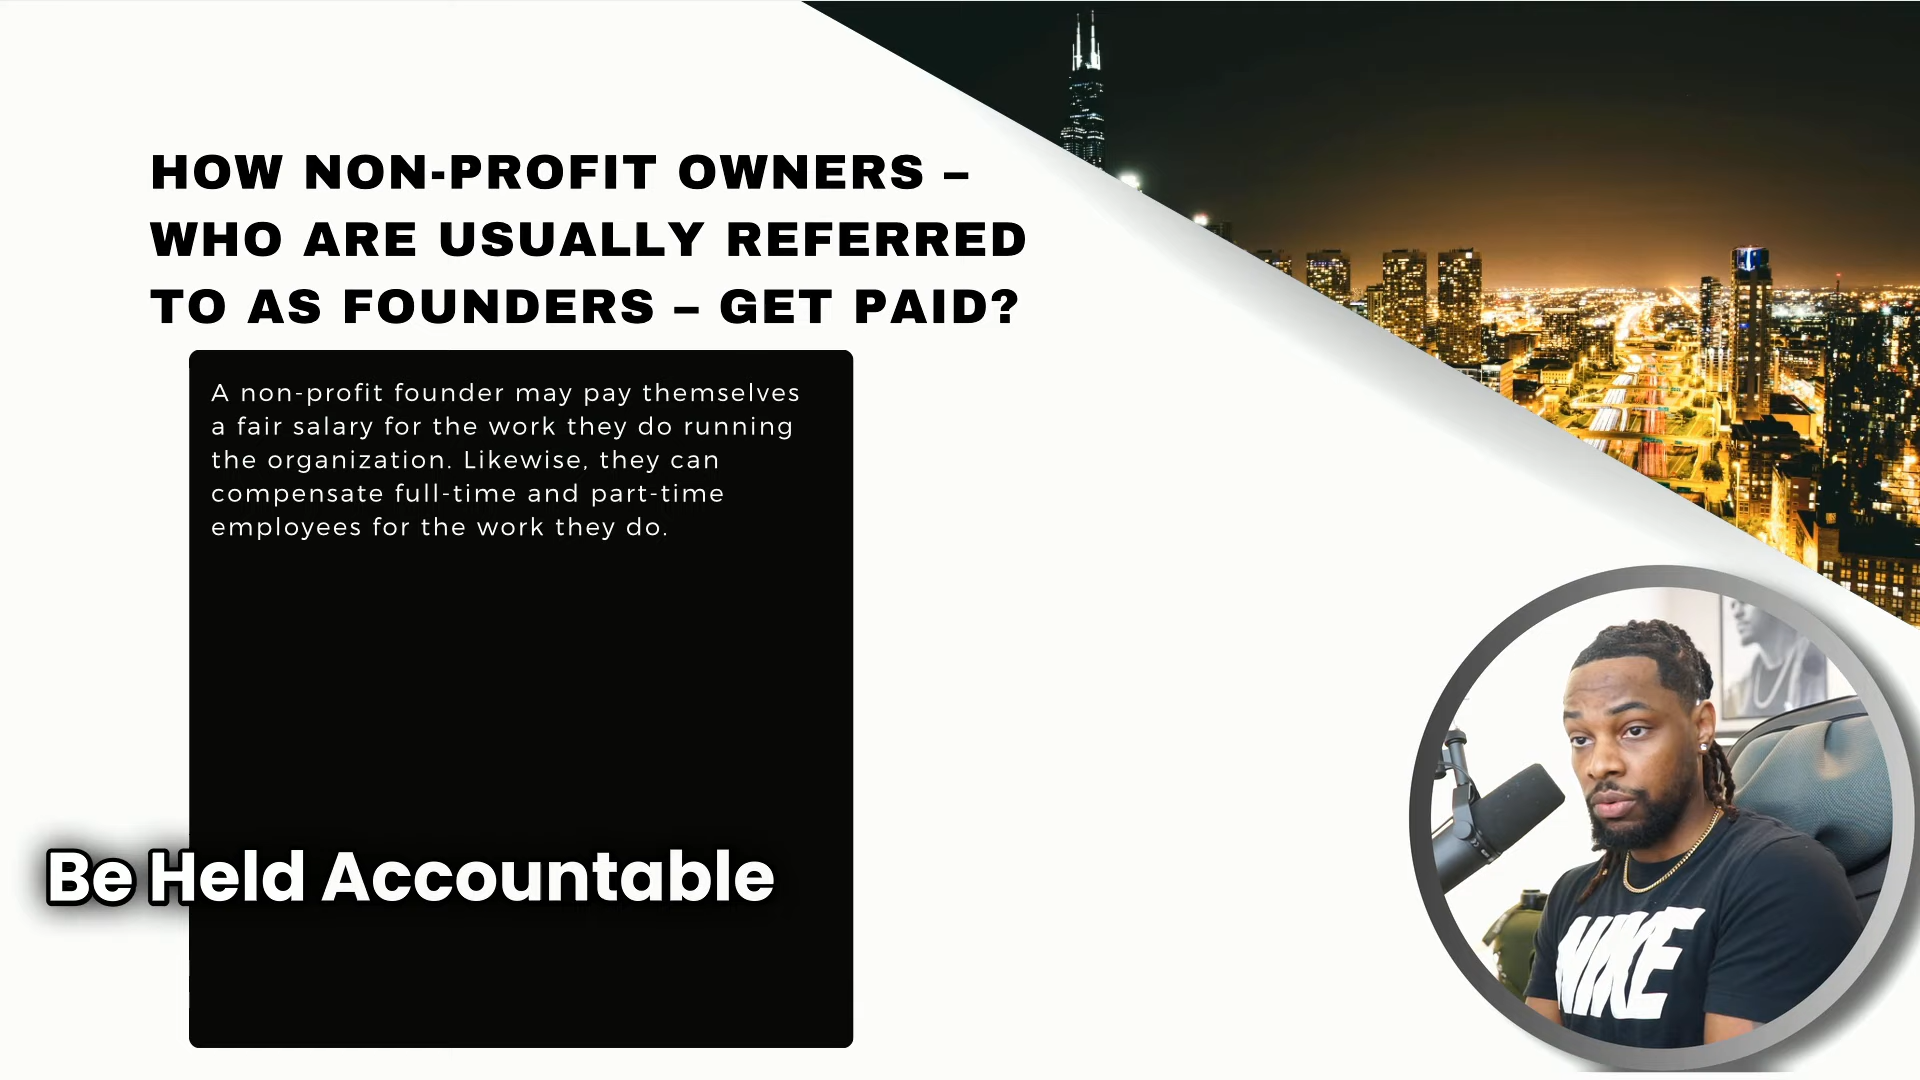 HOW NON-PROFIT OWNERS –
WHO ARE USUALLY REFERRED
TO AS FOUNDERS – GET PAID?
A non-profit founder may pay themselves
a fair salary for the work they do running
the organization. Likewise, they can
compensate full-time and part-time
employees for the work they do.
Be Held Accountable
NIKE